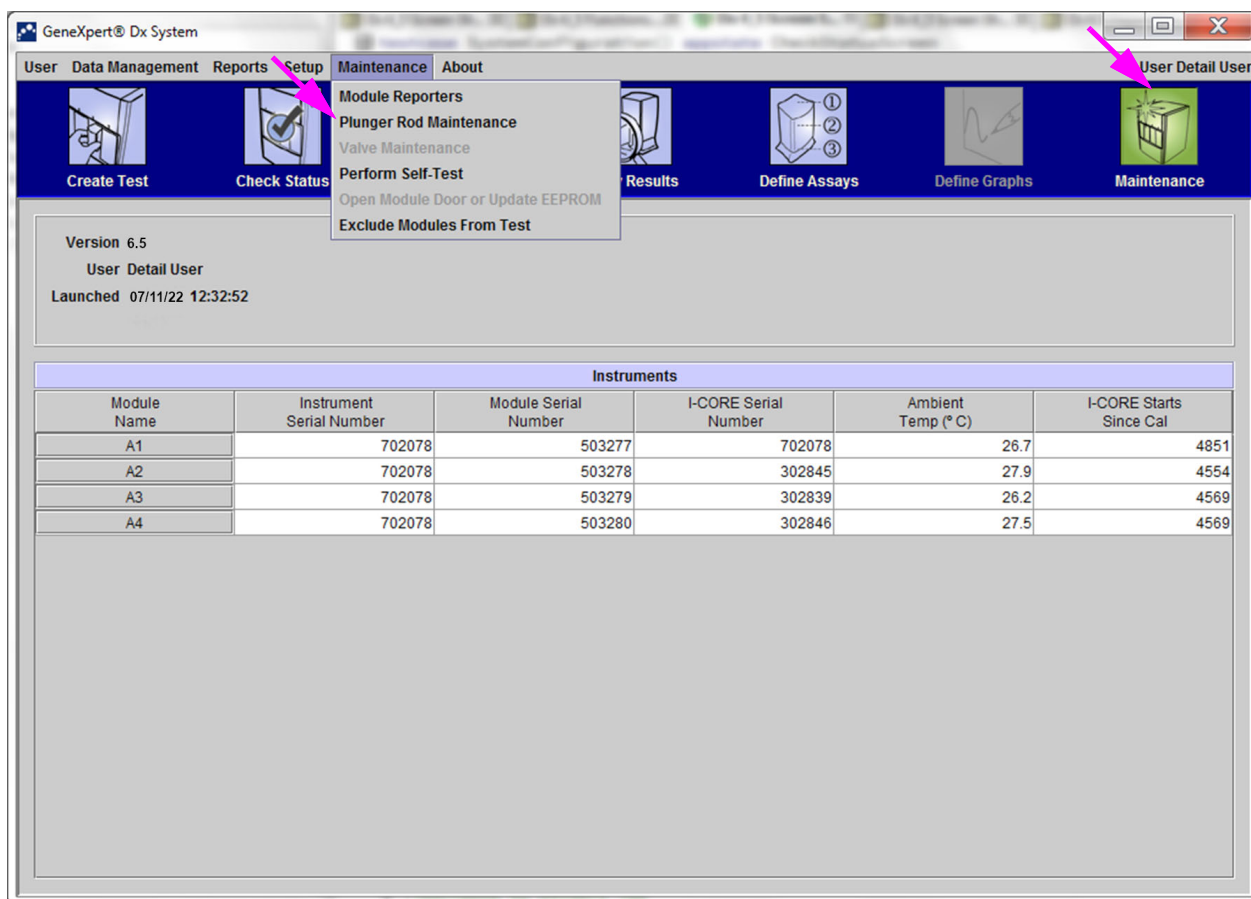 GeneXpert® Dx System
User Data Management Reports Setup Maintenance About User Detail User
Module Reporters
Plunger Rod Maintenance
Valve Maintenance
Perform Self-Test
Open Module Door or Update EEPROM
Exclude Modules From Test
Create Test Check Status Results Define Assays Define Graphs Maintenance
Version 6.5
User Detail User
Launched 07/11/22 12:32:52
Instruments
Module Name Instrument Serial Number Module Serial Number I-CORE Serial Number Ambient Temp (° C) I-CORE Starts Since Cal
A1 702078 503277 702078 26.7 4851
A2 702078 503278 302845 27.9 4554
A3 702078 503279 302839 26.2 4569
A4 702078 503280 302846 27.5 4569